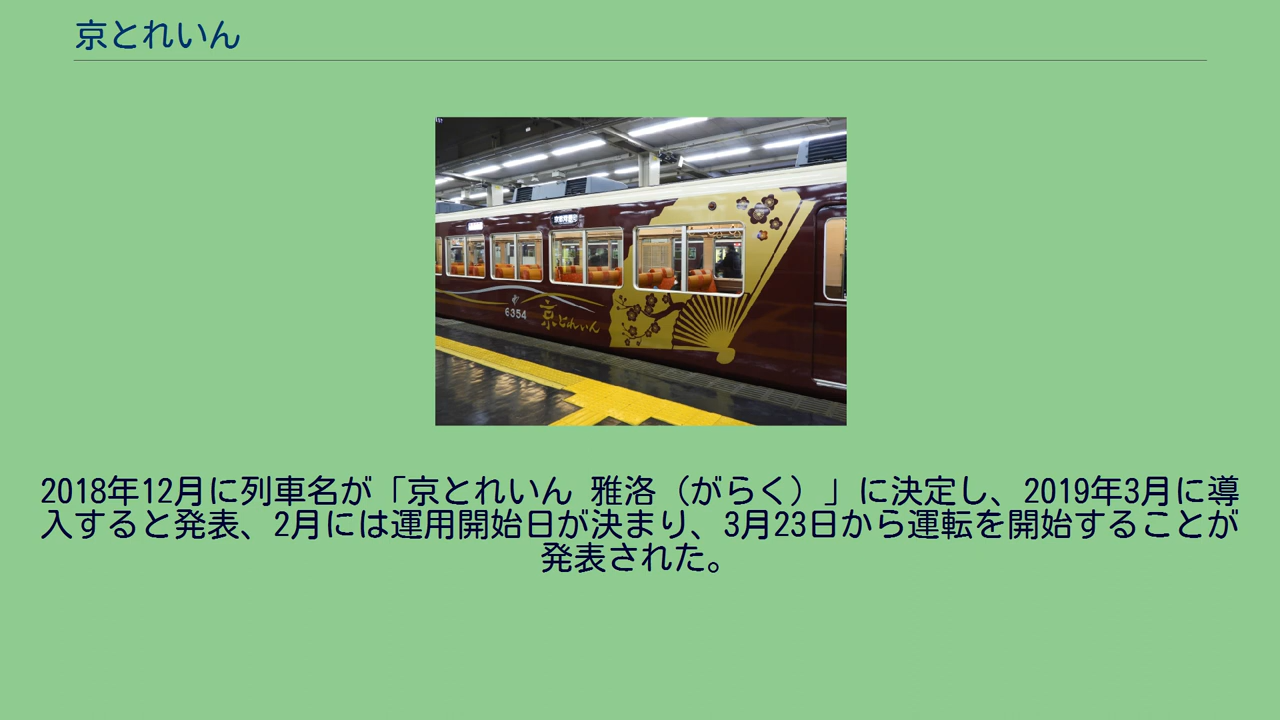 京とれいん
6354
京とれいん
2018年12月に列車名が「京とれいん 雅洛（がらく）」に決定し、2019年3月に導
入すると発表、2月には運用開始日が決まり、3月23日から運転を開始することが
発表された。